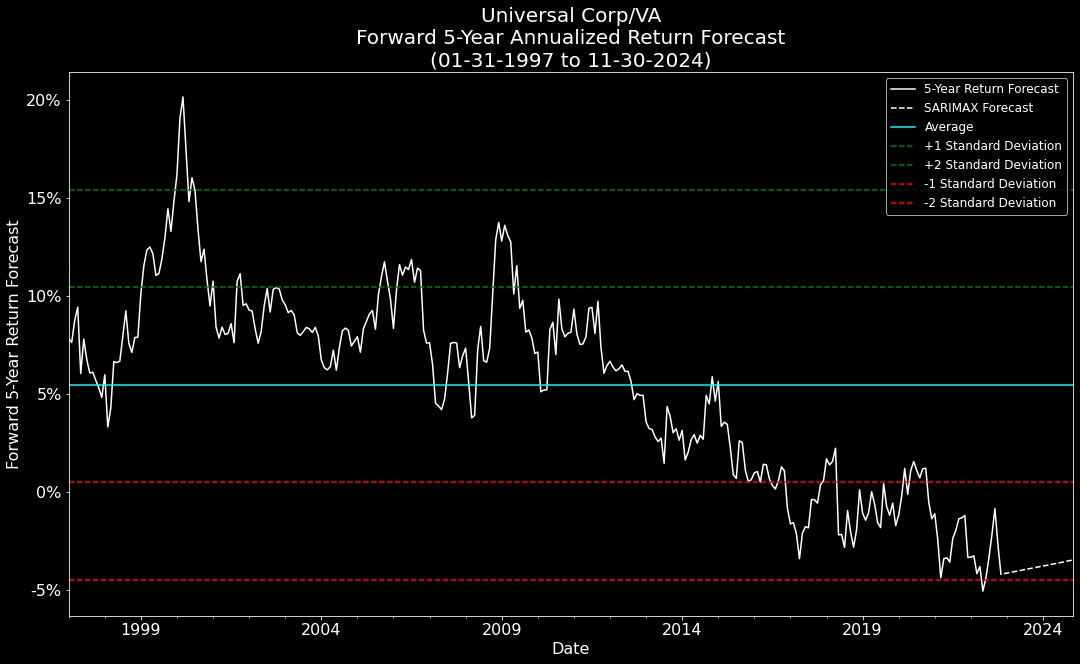 Universal Corp/VA
Forward 5-Year Annualized Return Forecast
(01-31-1997 to 11-30-2024)
5-Year Return Forecast
SARIMAX Forecast
Average
+1 Standard Deviation
+2 Standard Deviation
-1 Standard Deviation
-2 Standard Deviation
Forward 5-Year Return Forecast
20%
15%
10%
5%
0%
-5%
1999
2004
2009
2014
2019
2024
Date